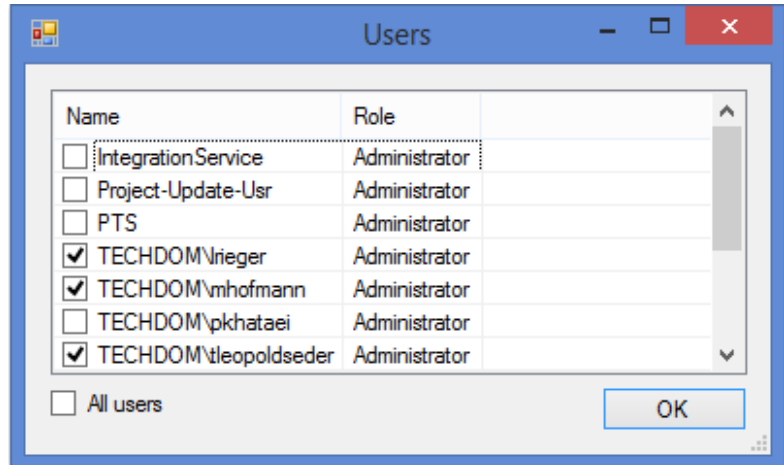 Users
Name Role
IntegrationService Administrator
Project-Update-Usr Administrator
PTS Administrator
TECHDOM\lrieger Administrator
TECHDOM\mhofmann Administrator
TECHDOM\pkhataei Administrator
TECHDOM\tleopoldseder Administrator
All users OK